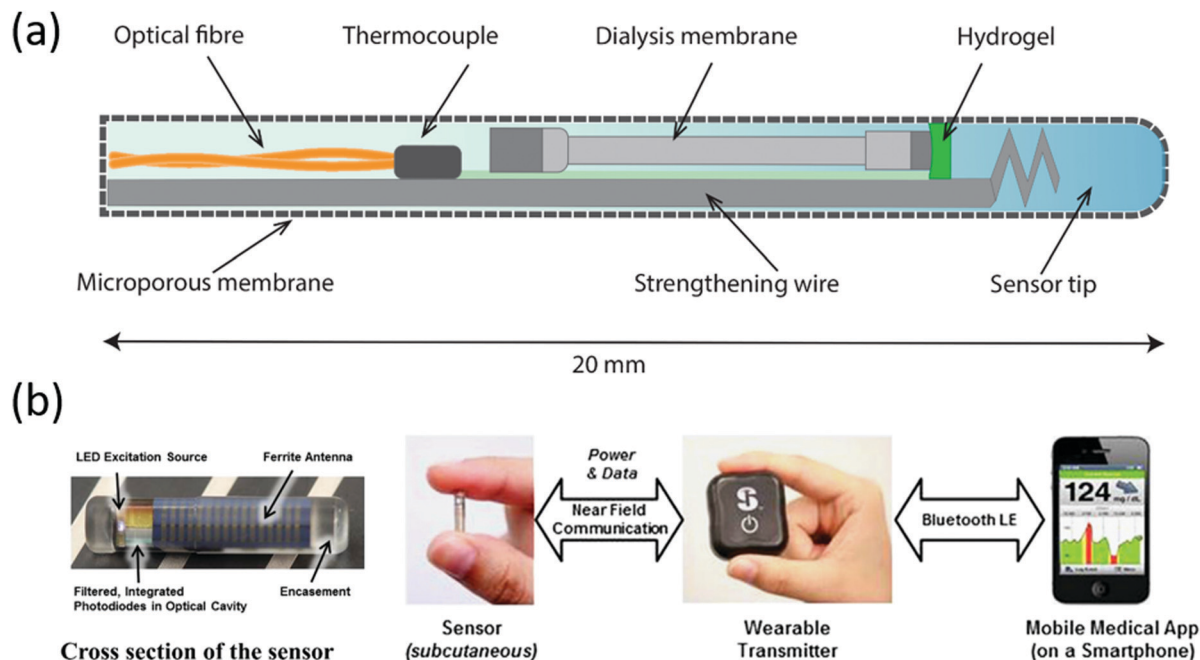 (a)
Optical fibre
Thermocouple
Dialysis membrane
Hydrogel
Microporous membrane
Strengthening wire
Sensor tip
20 mm
(b)
LED Excitation Source
Ferrite Antenna
Filtered, Integrated
Photodiodes in Optical Cavity
Encasement
Cross section of the sensor
Power
& Data
Near Field
Communication
Sensor
(subcutaneous)
Wearable
Transmitter
Bluetooth LE
124 mg / dL
Mobile Medical App
(on a Smartphone)